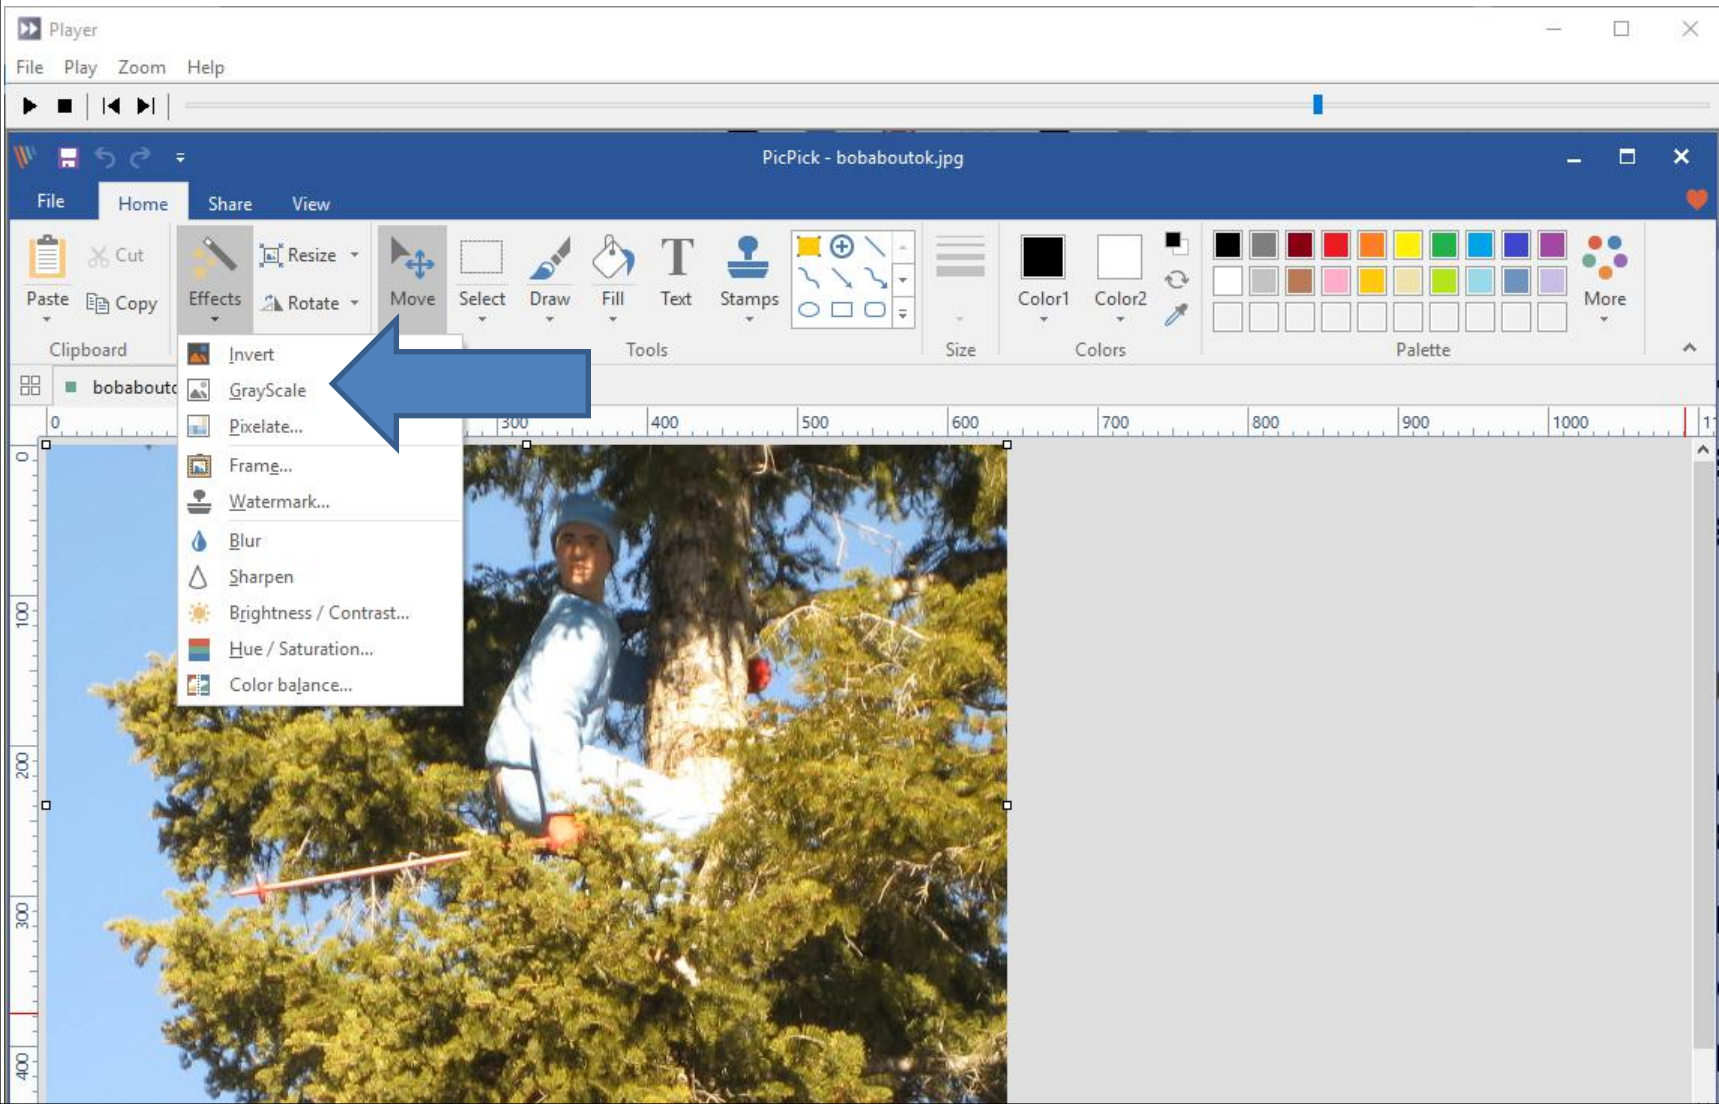 Player
File Play Zoom Help
PicPick - bobaboutok.jpg
File Home Share View
Paste
Cut
Copy
Clipboard
Effects
Resize
Rotate
Move
Select
Draw
Fill
Text
Stamps
Tools
Size
Color1
Color2
Colors
Palette
More
bobabouto
Invert
GrayScale
Pixelate...
Frame...
Watermark...
Blur
Sharpen
Brightness / Contrast...
Hue / Saturation...
Color balance...
0 300 400 500 600 700 800 900 1000 11
0
100
200
300
400